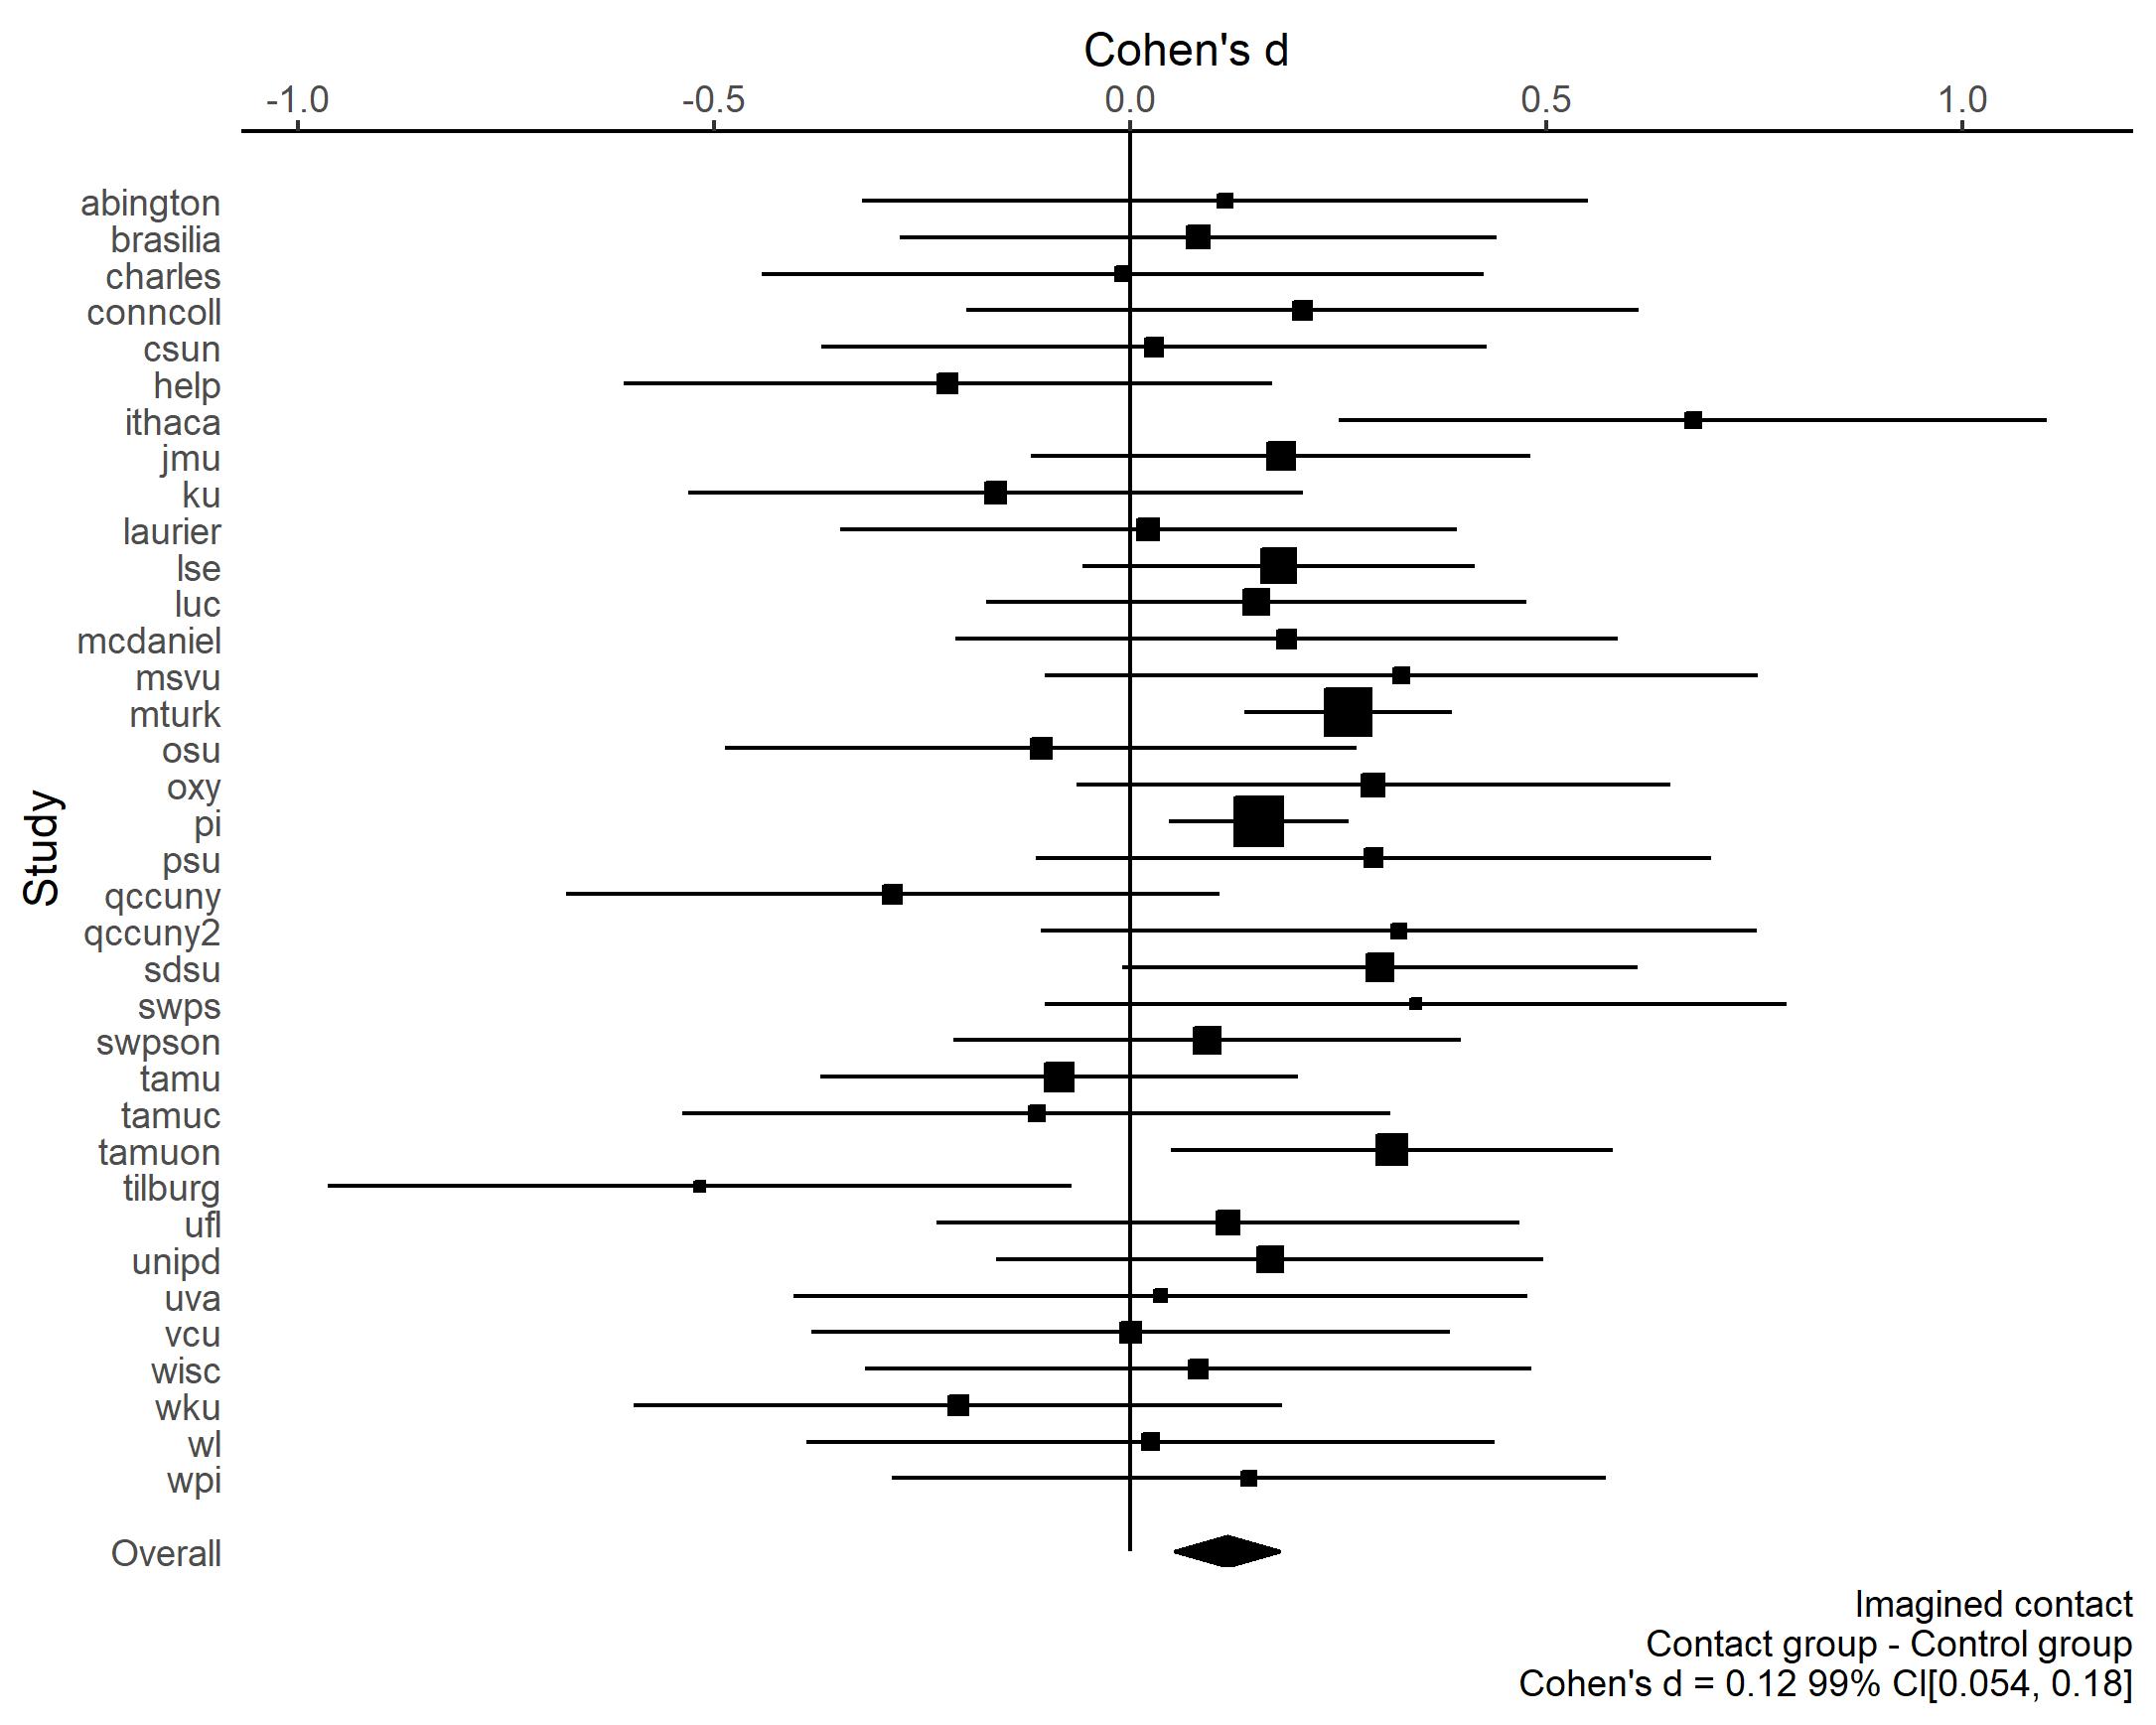 Cohen's d
-1.0 -0.5 0.0 0.5 1.0
Study
abington
brasilia
charles
conncoll
csun
help
ithaca
jmu
ku
laurier
lse
luc
mcdaniel
msvu
mturk
osu
oxy
pi
psu
qccuny
qccuny2
sdsu
swps
swpson
tamu
tamuc
tamuon
tilburg
ufl
unipd
uva
vcu
wisc
wku
wl
wpi
Overall
Imagined contact
Contact group - Control group
Cohen's d = 0.12 99% CI[0.054, 0.18]